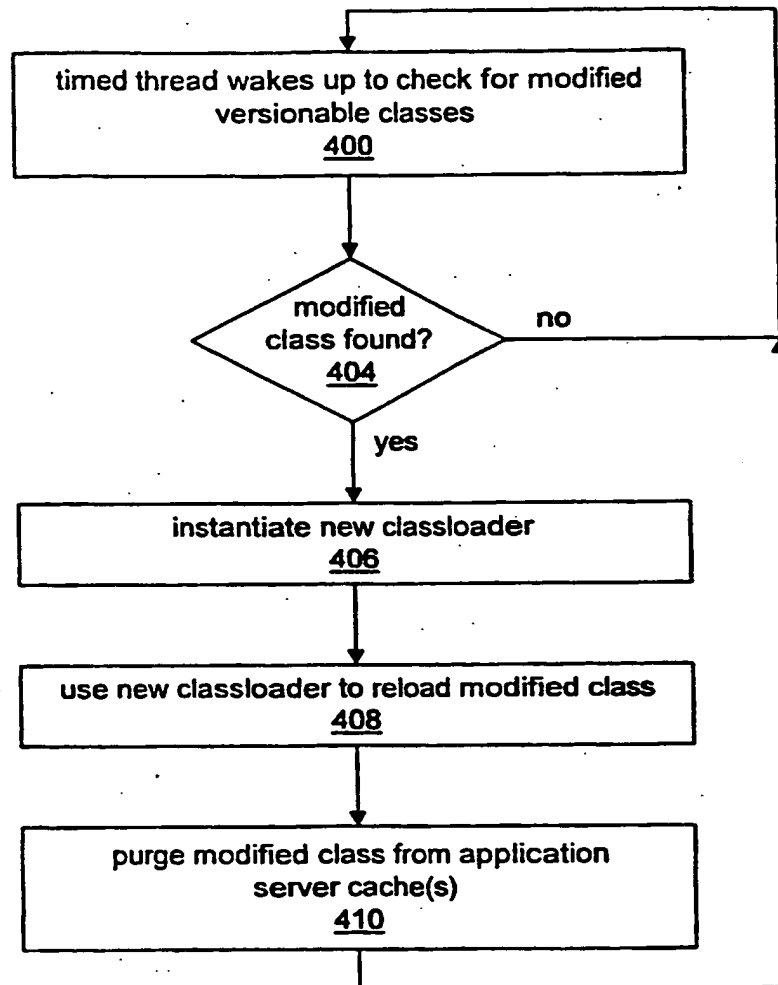 timed thread wakes up to check for modified
versionable classes
400
modified
class found?
404
no
yes
instantiate new classloader
406
use new classloader to reload modified class
408
purge modified class from application
server cache(s)
410